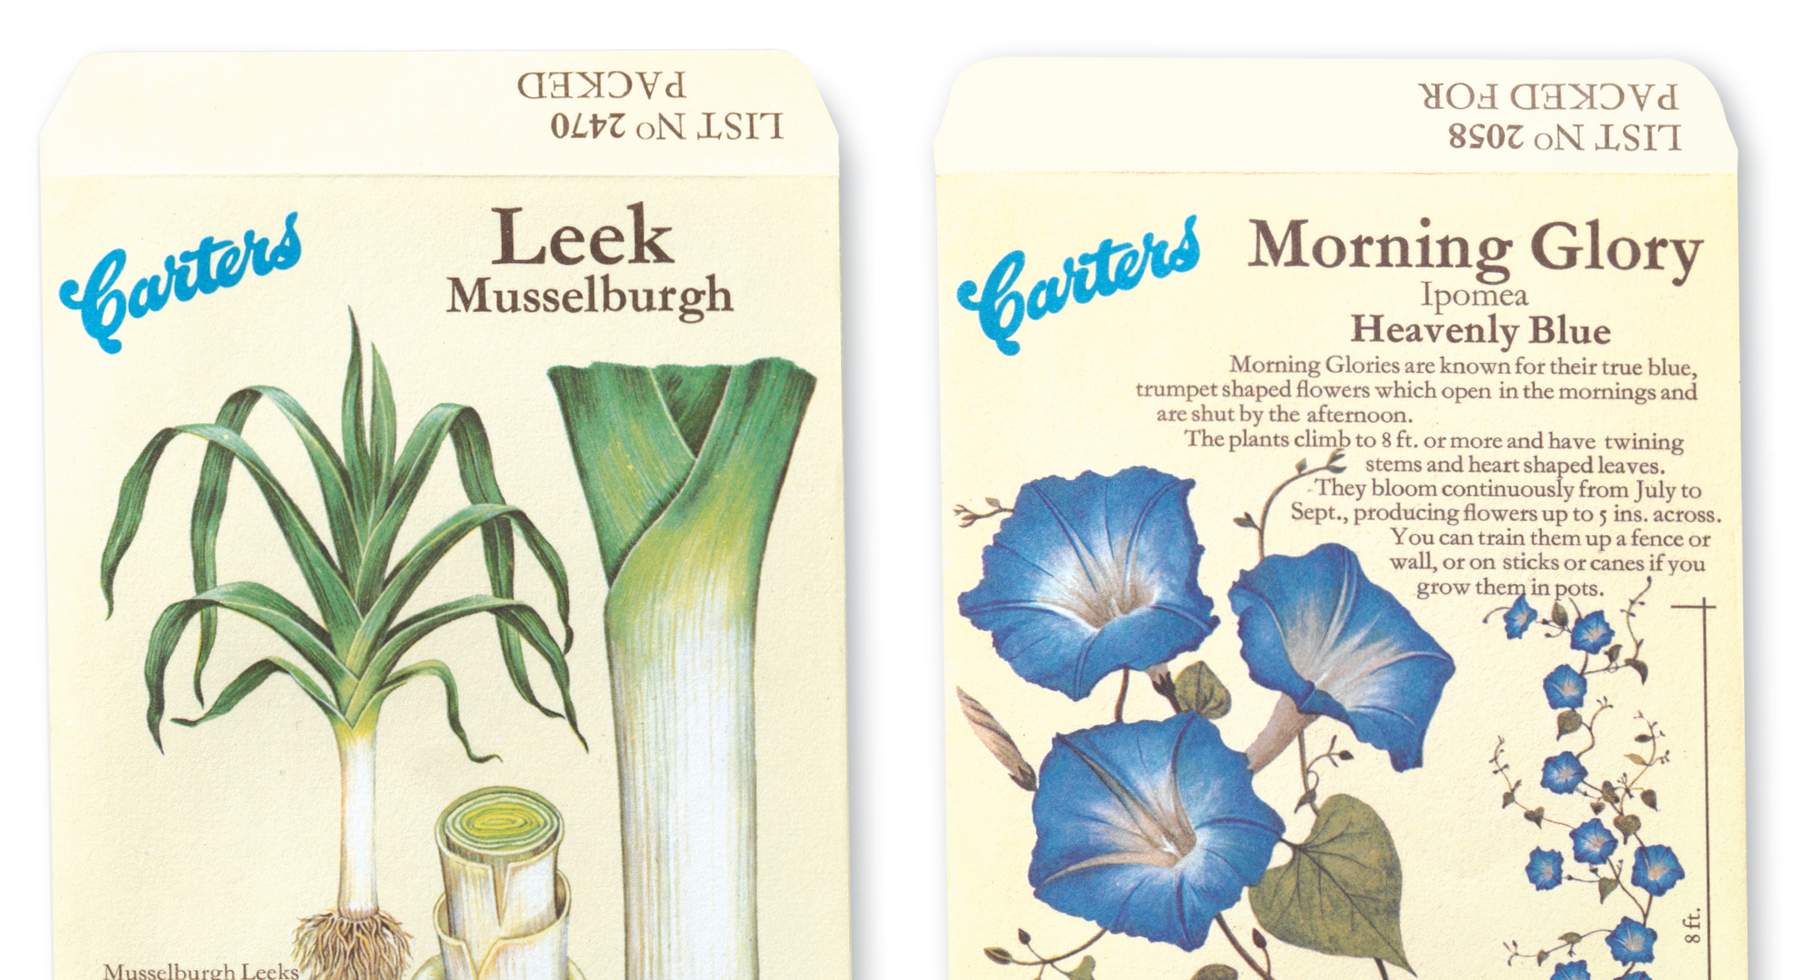 LIST No 2470
PACKED
Carters
Leek
Musselburgh
Musselburgh Leeks
LIST No 2058
PACKED FOR
Carters
Morning Glory
Ipomea
Heavenly Blue
Morning Glories are known for their true blue,
trumpet shaped flowers which open in the mornings and
are shut by the afternoon.
The plants climb to 8 ft. or more and have twining
stems and heart shaped leaves.
They bloom continuously from July to
Sept., producing flowers up to 5 ins. across.
You can train them up a fence or
wall, or on sticks or canes if you
grow them in pots.
8 ft.